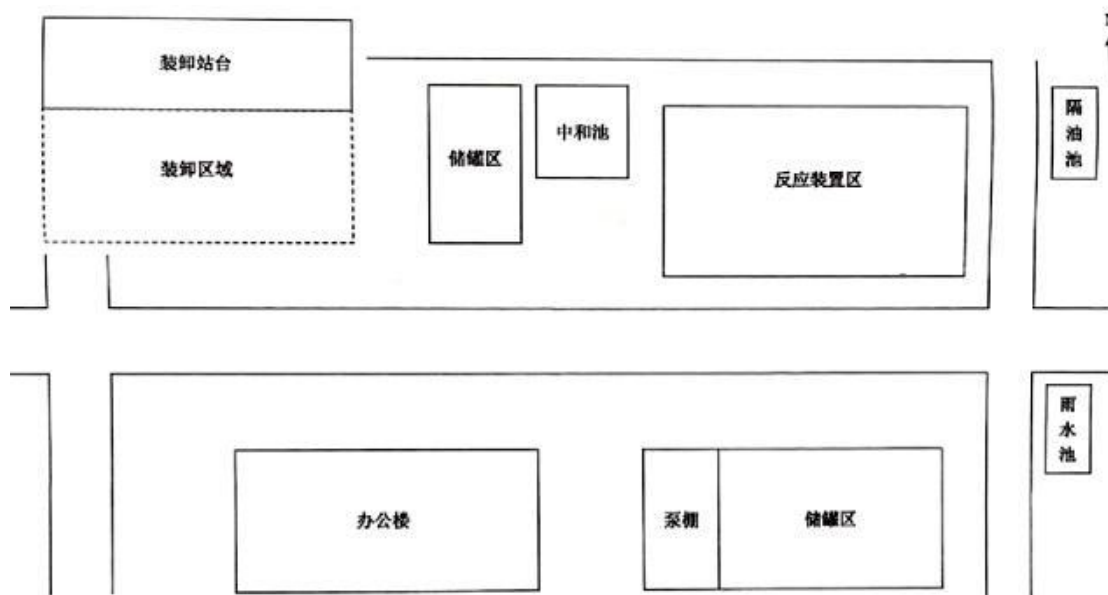 装卸站台
装卸区域
储罐区
中和池
反应装置区
隔油池
雨水池
办公楼
泵棚
储罐区